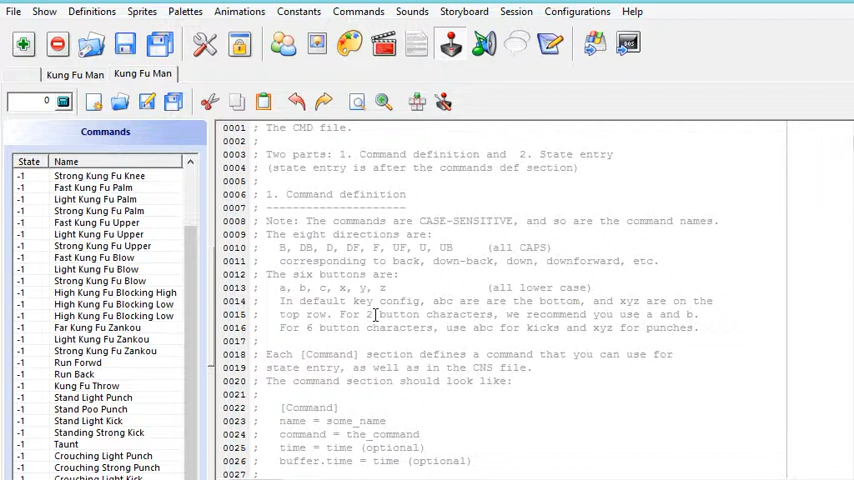 File Show Definitions Sprites Palettes Animations Constants Commands Sounds Storyboard Session Configurations Help
Kung Fu Man Kung Fu Man
0
Commands
State Name
-1 Strong Kung Fu Knee
-1 Fast Kung Fu Palm
-1 Light Kung Fu Palm
-1 Strong Kung Fu Palm
-1 Fast Kung Fu Upper
-1 Light Kung Fu Upper
-1 Strong Kung Fu Upper
-1 Fast Kung Fu Blow
-1 Light Kung Fu Blow
-1 Strong Kung Fu Blow
-1 High Kung Fu Blocking High
-1 High Kung Fu Blocking Low
-1 High Kung Fu Blocking Low
-1 Far Kung Fu Zankou
-1 Light Kung Fu Zankou
-1 Strong Kung Fu Zankou
-1 Run Forwd
-1 Run Back
-1 Kung Fu Throw
-1 Stand Light Punch
-1 Stand Poo Punch
-1 Stand Light Kick
-1 Standing Strong Kick
-1 Taunt
-1 Crouching Light Punch
-1 Crouching Strong Punch
-1 Crouching Light Kick
0001 ; The CMD file.
0002 ;
0003 ; Two parts: 1. Command definition and 2. State entry
0004 ; (state entry is after the commands def section)
0005 ;
0006 ; 1. Command definition
0007 ; ---------------------
0008 ; Note: The commands are CASE-SENSITIVE, and so are the command names.
0009 ; The eight directions are:
0010 ; B, DB, D, DF, F, UF, U, UB (all CAPS)
0011 ; corresponding to back, down-back, down, downforward, etc.
0012 ; The six buttons are:
0013 ; a, b, c, x, y, z (all lower case)
0014 ; In default key config, abc are are the bottom, and xyz are on the
0015 ; top row. For 2 button characters, we recommend you use a and b.
0016 ; For 6 button characters, use abc for kicks and xyz for punches.
0017 ;
0018 ; Each [Command] section defines a command that you can use for
0019 ; state entry, as well as in the CNS file.
0020 ; The command section should look like:
0021 ;
0022 ; [Command]
0023 ; name = some_name
0024 ; command = the_command
0025 ; time = time (optional)
0026 ; buffer.time = time (optional)
0027 ;